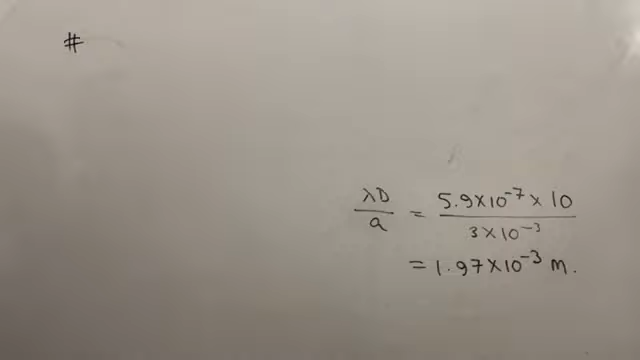 #
λD/a = 5.9×10⁻⁷ × 10 / 3×10⁻³
= 1.97×10⁻³ m.